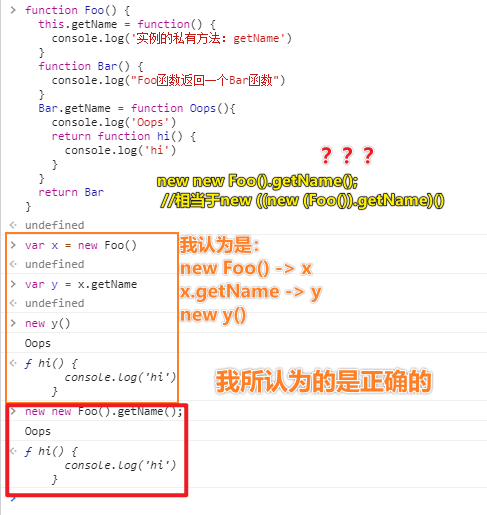 > function Foo() {
this.getName = function() {
console.log('实例的私有方法：getName')
}
function Bar() {
console.log("Foo函数返回一个Bar函数")
}
Bar.getName = function Oops(){
console.log('Oops')
return function hi() {
console.log('hi')
}
}
return Bar
}
？？？
new new Foo().getName();
//相当于new ((new (Foo()).getName)()
< undefined
> var x = new Foo()
< undefined
> var y = x.getName
< undefined
> new y()
Oops
< ƒ hi() {
console.log('hi')
}
我认为是：
new Foo() -> x
x.getName -> y
new y()
我所认为的是正确的
> new new Foo().getName();
Oops
< ƒ hi() {
console.log('hi')
}
>